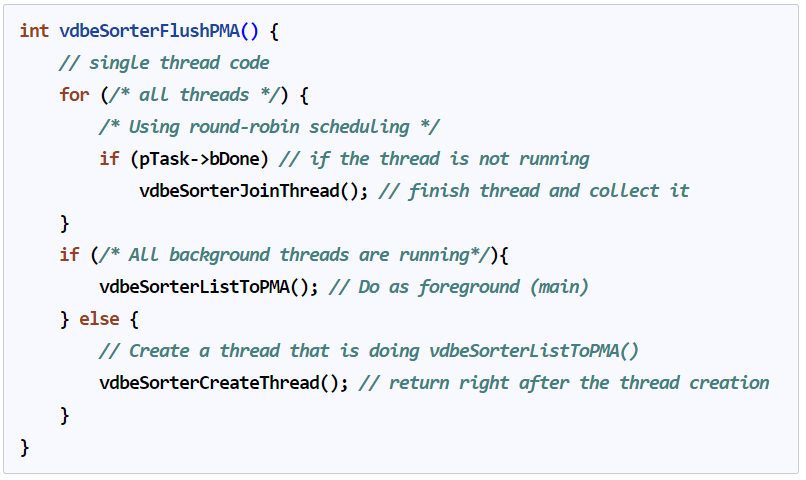 int vdbeSorterFlushPMA() {
// single thread code
for (/* all threads */) {
/* Using round-robin scheduling */
if (pTask->bDone) // if the thread is not running
vdbeSorterJoinThread(); // finish thread and collect it
}
if (/* All background threads are running*/){
vdbeSorterListToPMA(); // Do as foreground (main)
} else {
// Create a thread that is doing vdbeSorterListToPMA()
vdbeSorterCreateThread(); // return right after the thread creation
}
}